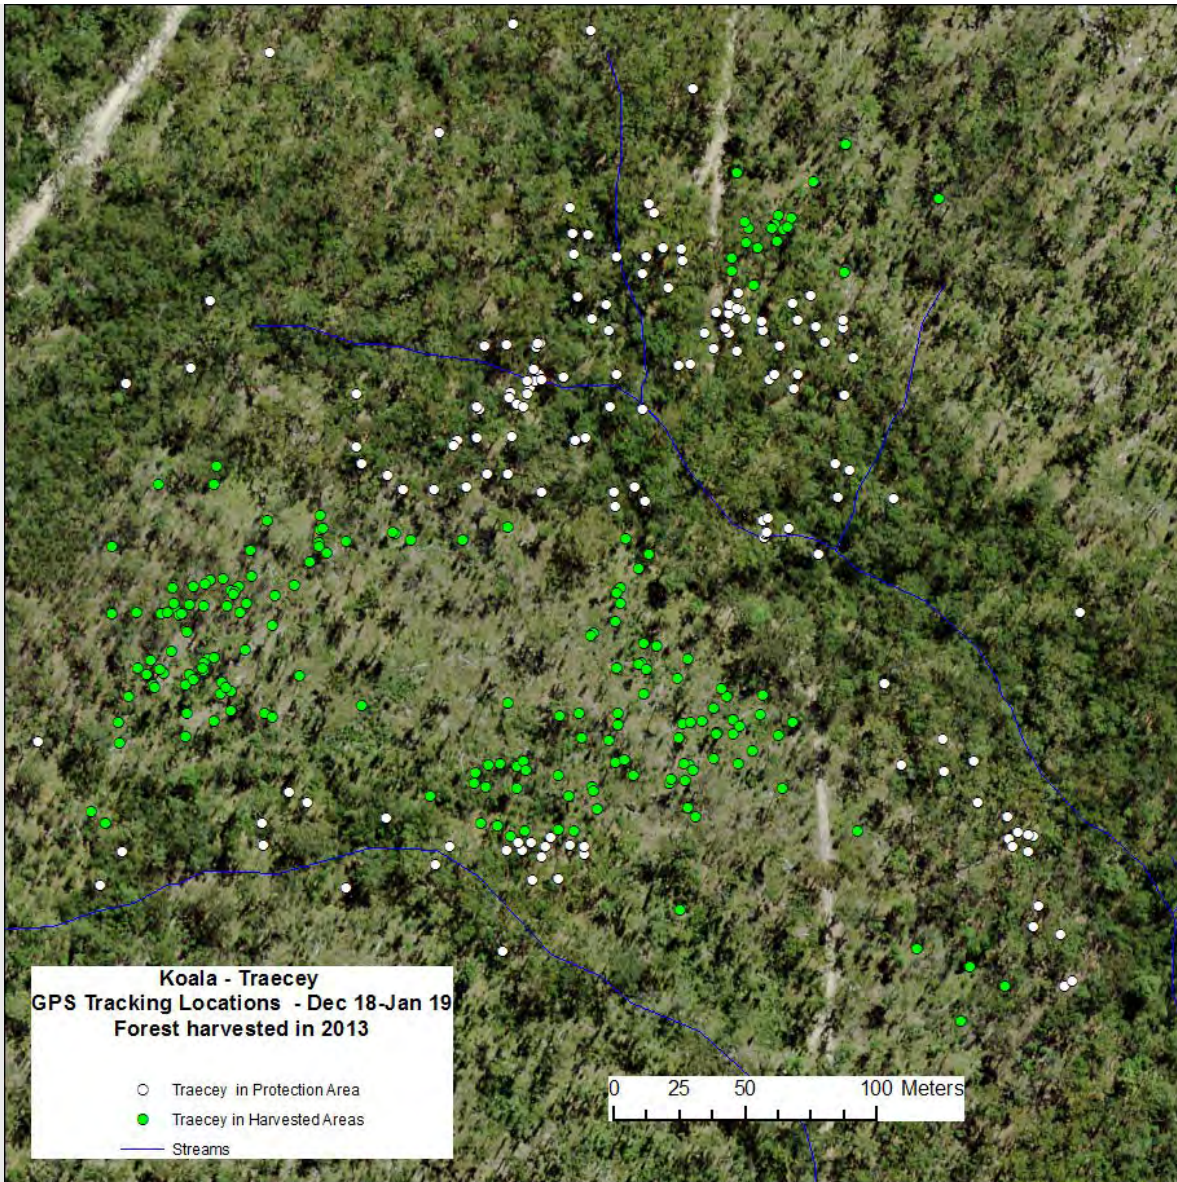 Koala - Traecey
GPS Tracking Locations - Dec 18-Jan 19
Forest harvested in 2013
Traecey in Protection Area
Traecey in Harvested Areas
Streams
0 25 50 100 Meters